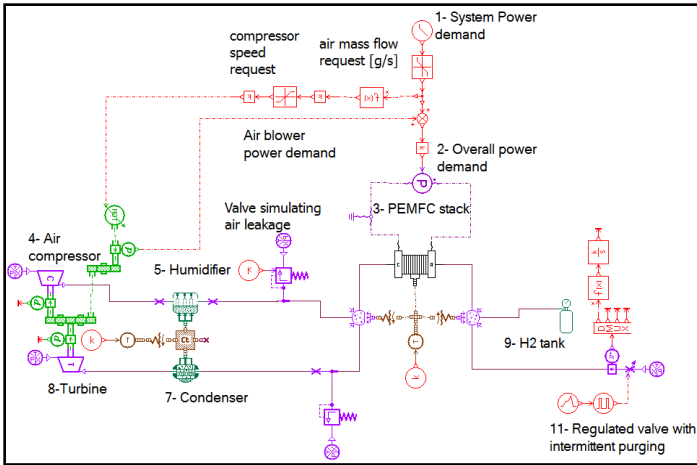 1- System Power
demand
compressor
speed
request
air mass flow
request [g/s]
Air blower
power demand
2- Overall power
demand
3- PEMFC stack
Valve simulating
air leakage
4- Air
compressor
5- Humidifier
7- Condenser
8-Turbine
9- H2 tank
11- Regulated valve with
intermittent purging